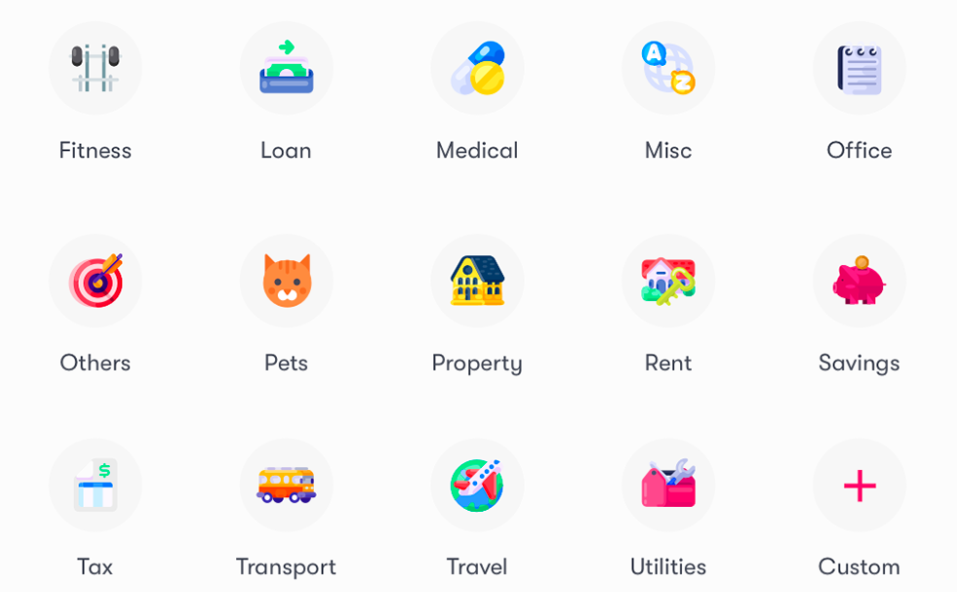 A
Z
Fitness
Loan
Medical
Misc
Office
Others
Pets
Property
Rent
Savings
$
Tax
Transport
Travel
Utilities
Custom